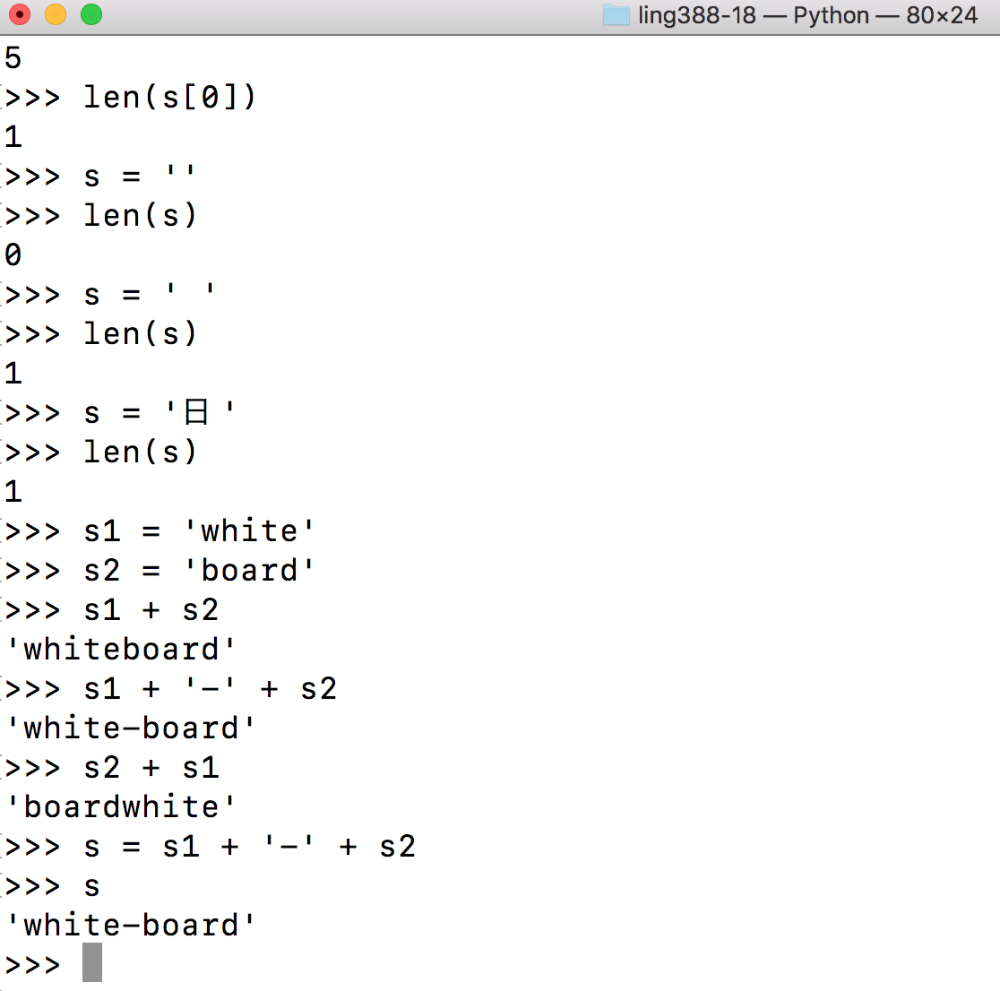 ling388-18 — Python — 80×24
5
>>> len(s[0])
1
>>> s = ''
>>> len(s)
0
>>> s = ' '
>>> len(s)
1
>>> s = '日'
>>> len(s)
1
>>> s1 = 'white'
>>> s2 = 'board'
>>> s1 + s2
'whiteboard'
>>> s1 + '-' + s2
'white-board'
>>> s2 + s1
'boardwhite'
>>> s = s1 + '-' + s2
>>> s
'white-board'
>>>